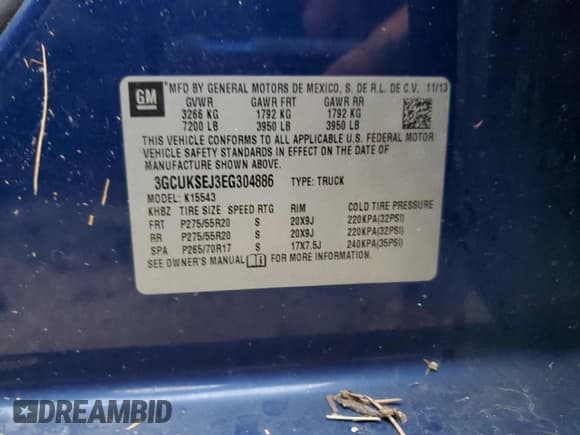 GM
MFD BY GENERAL MOTORS DE MEXICO, S. DE R.L. DE C.V. 11/13
GVWR GAWR FRT GAWR RR
3266 KG 1792 KG 1792 KG
7200 LB 3950 LB 3950 LB
THIS VEHICLE CONFORMS TO ALL APPLICABLE U.S. FEDERAL MOTOR
VEHICLE SAFETY STANDARDS IN EFFECT ON THE DATE OF
MANUFACTURE SHOWN ABOVE.
3GCUKSEJ3EG304886 TYPE: TRUCK
MODEL: K15543
KHBZ TIRE SIZE SPEED RTG RIM COLD TIRE PRESSURE
FRT P275/55R20 S 20X9J 220KPA(32PSI)
RR P275/55R20 S 20X9J 220KPA(32PSI)
SPA P265/70R17 S 17X7.5J 240KPA(35PSI)
SEE OWNER'S MANUAL FOR MORE INFORMATION.
DREAMBID